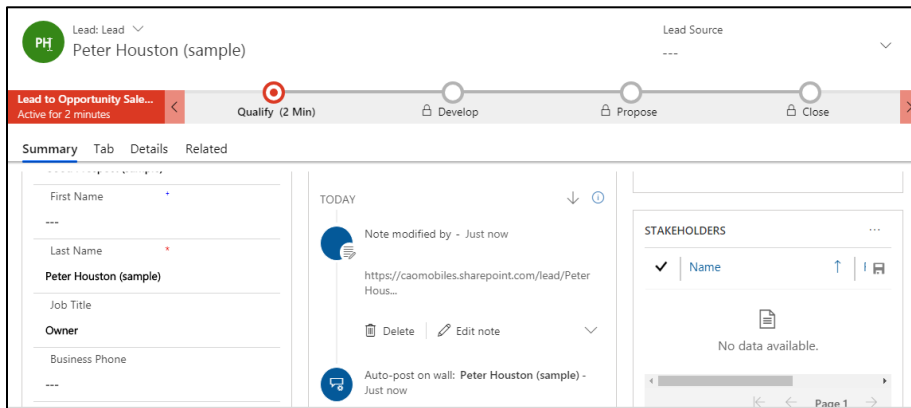 PH
Lead: Lead
Peter Houston (sample)
Lead Source
---
Lead to Opportunity Sale...
Active for 2 minutes
Qualify (2 Min)
Develop
Propose
Close
Summary Tab Details Related
First Name +
---
Last Name *
Peter Houston (sample)
Job Title
Owner
Business Phone
---
TODAY
Note modified by - Just now
https://caomobiles.sharepoint.com/lead/Peter
Hous...
Delete
Edit note
Auto-post on wall: Peter Houston (sample) -
Just now
STAKEHOLDERS
...
Name
No data available.
Page 1